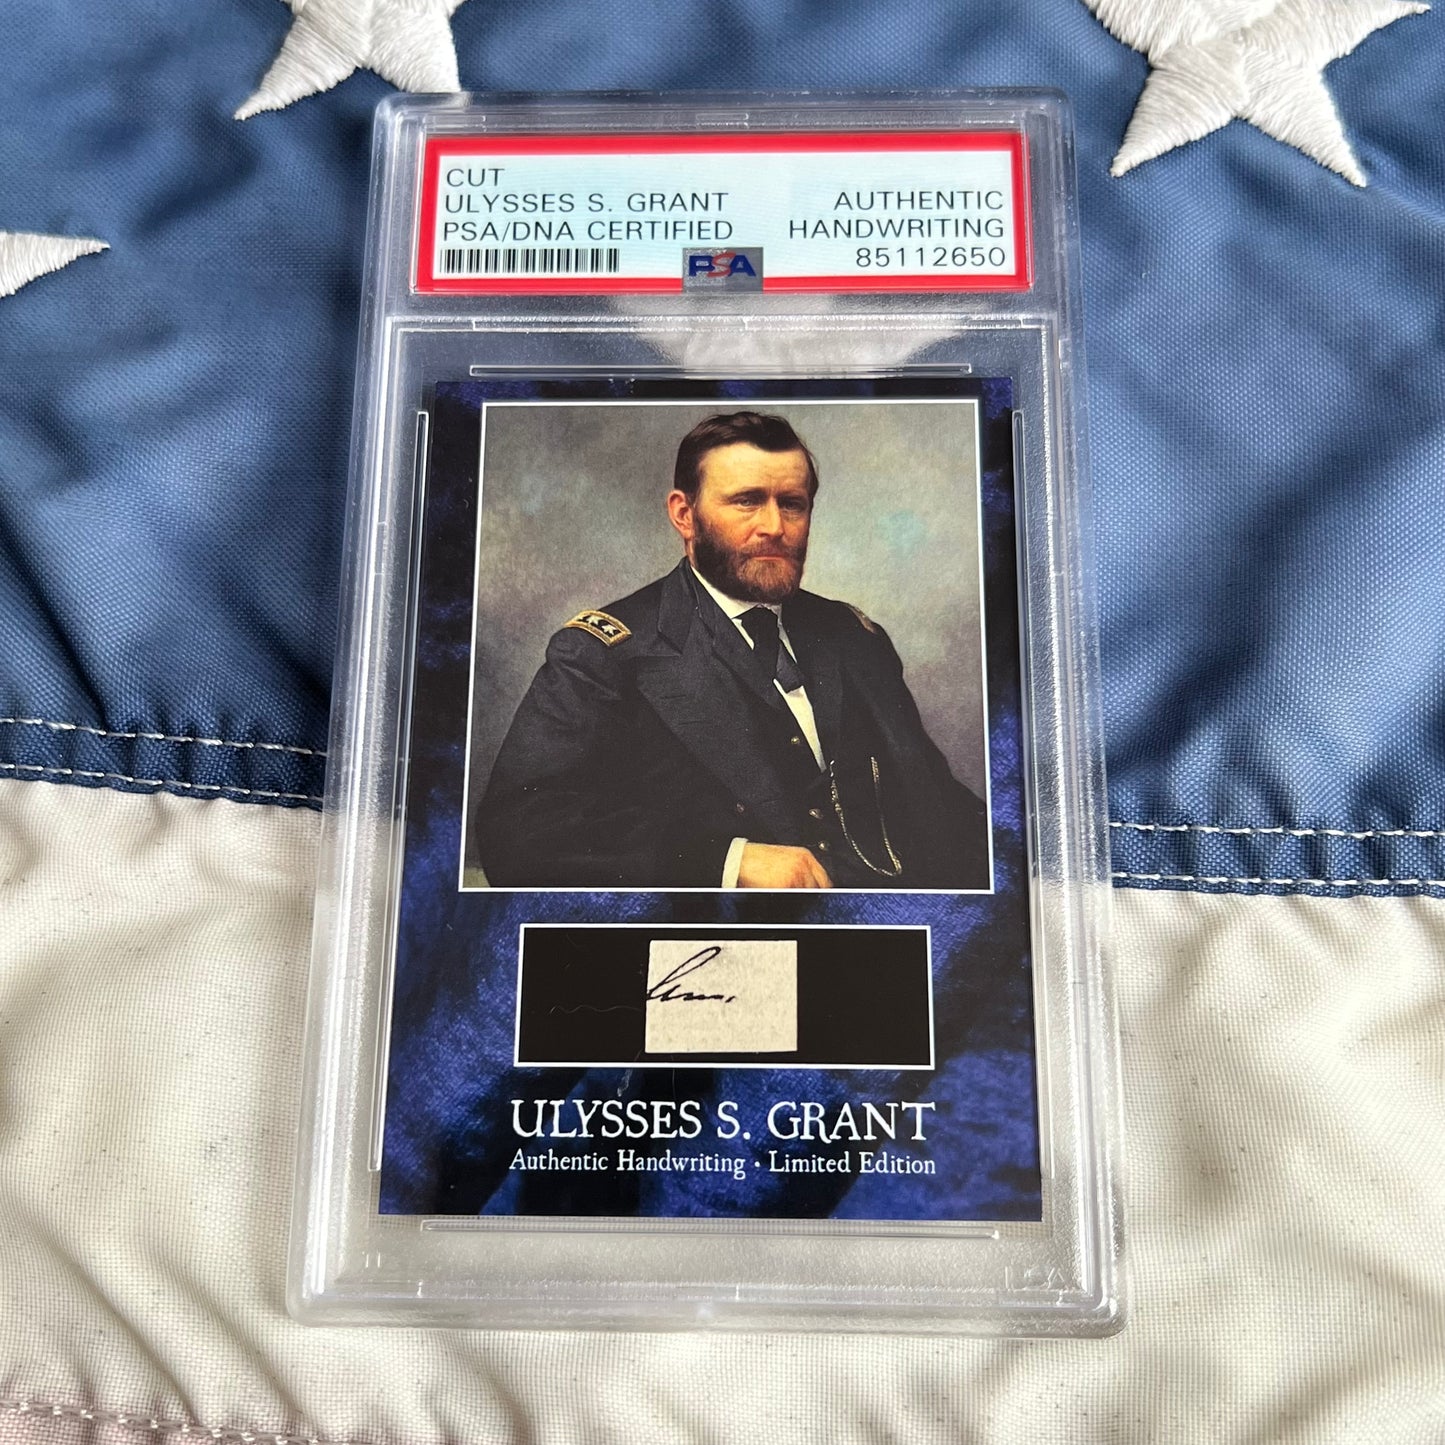 CUT
ULYSSES S. GRANT
PSA/DNA CERTIFIED
AUTHENTIC
HANDWRITING
85112650
PSA
ULYSSES S. GRANT
Authentic Handwriting · Limited Edition